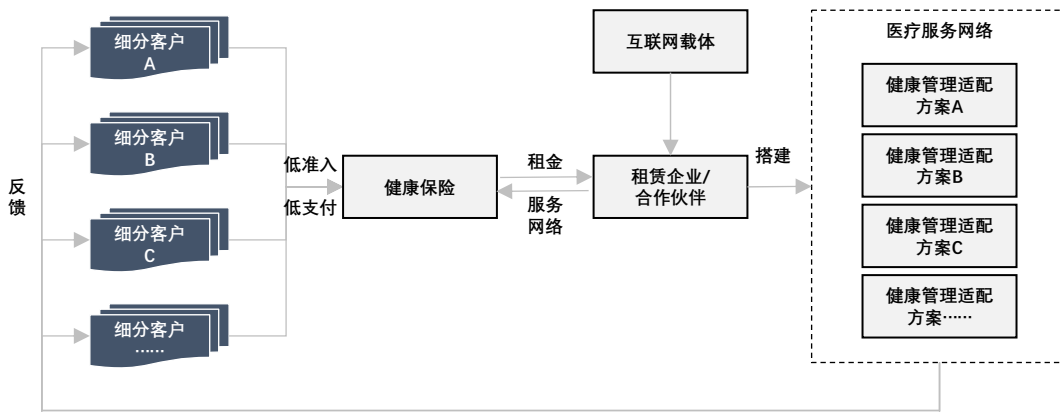 反
馈
细分客户
A
细分客户
B
细分客户
C
细分客户
……
低准入
低支付
健康保险
租金
服务
网络
互联网载体
租赁企业/
合作伙伴
搭建
医疗服务网络
健康管理适配
方案A
健康管理适配
方案B
健康管理适配
方案C
健康管理适配
方案……